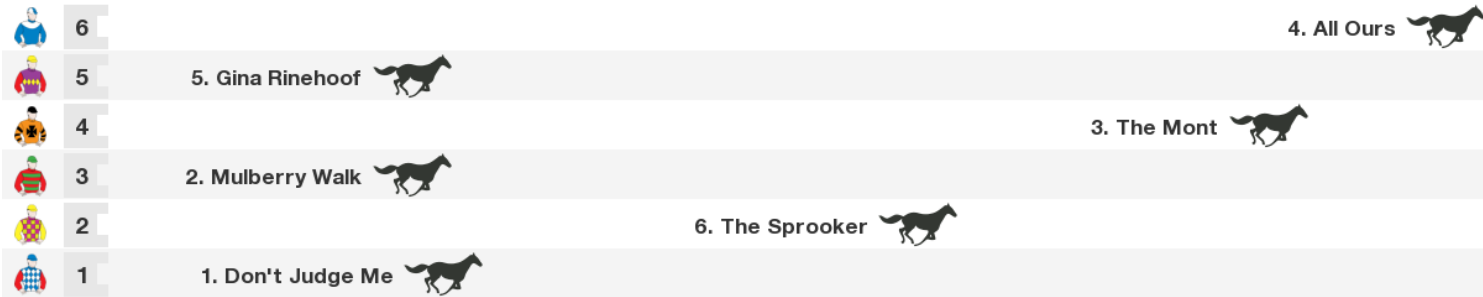 6 4. All Ours
5 5. Gina Rinehoof
4 3. The Mont
3 2. Mulberry Walk
2 6. The Sprooker
1 1. Don't Judge Me